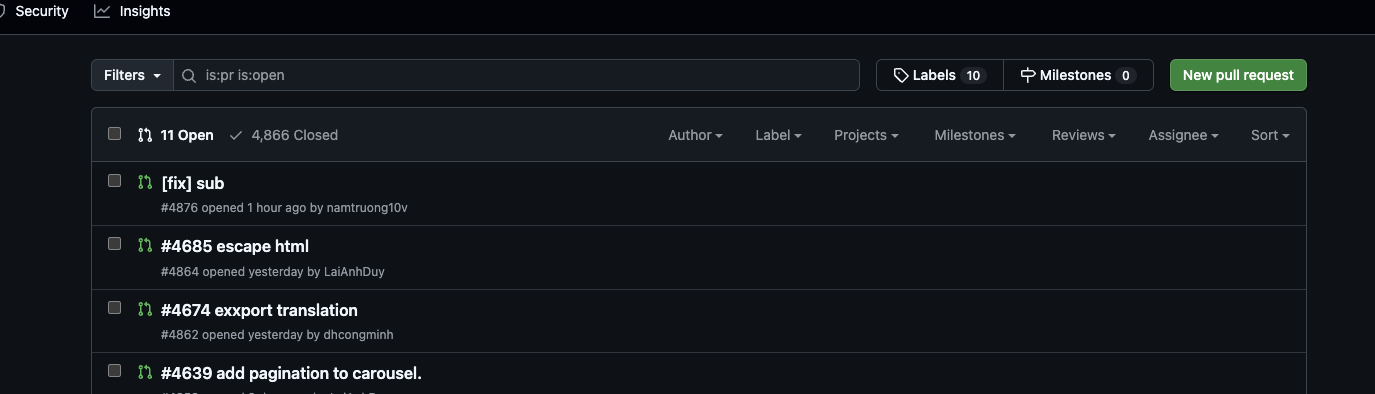 Security Insights
Filters is:pr is:open Labels 10 Milestones 0 New pull request
11 Open 4,866 Closed Author Label Projects Milestones Reviews Assignee Sort
[fix] sub
#4876 opened 1 hour ago by namtruong10v
#4685 escape html
#4864 opened yesterday by LaiAnhDuy
#4674 exxport translation
#4862 opened yesterday by dhcongminh
#4639 add pagination to carousel.